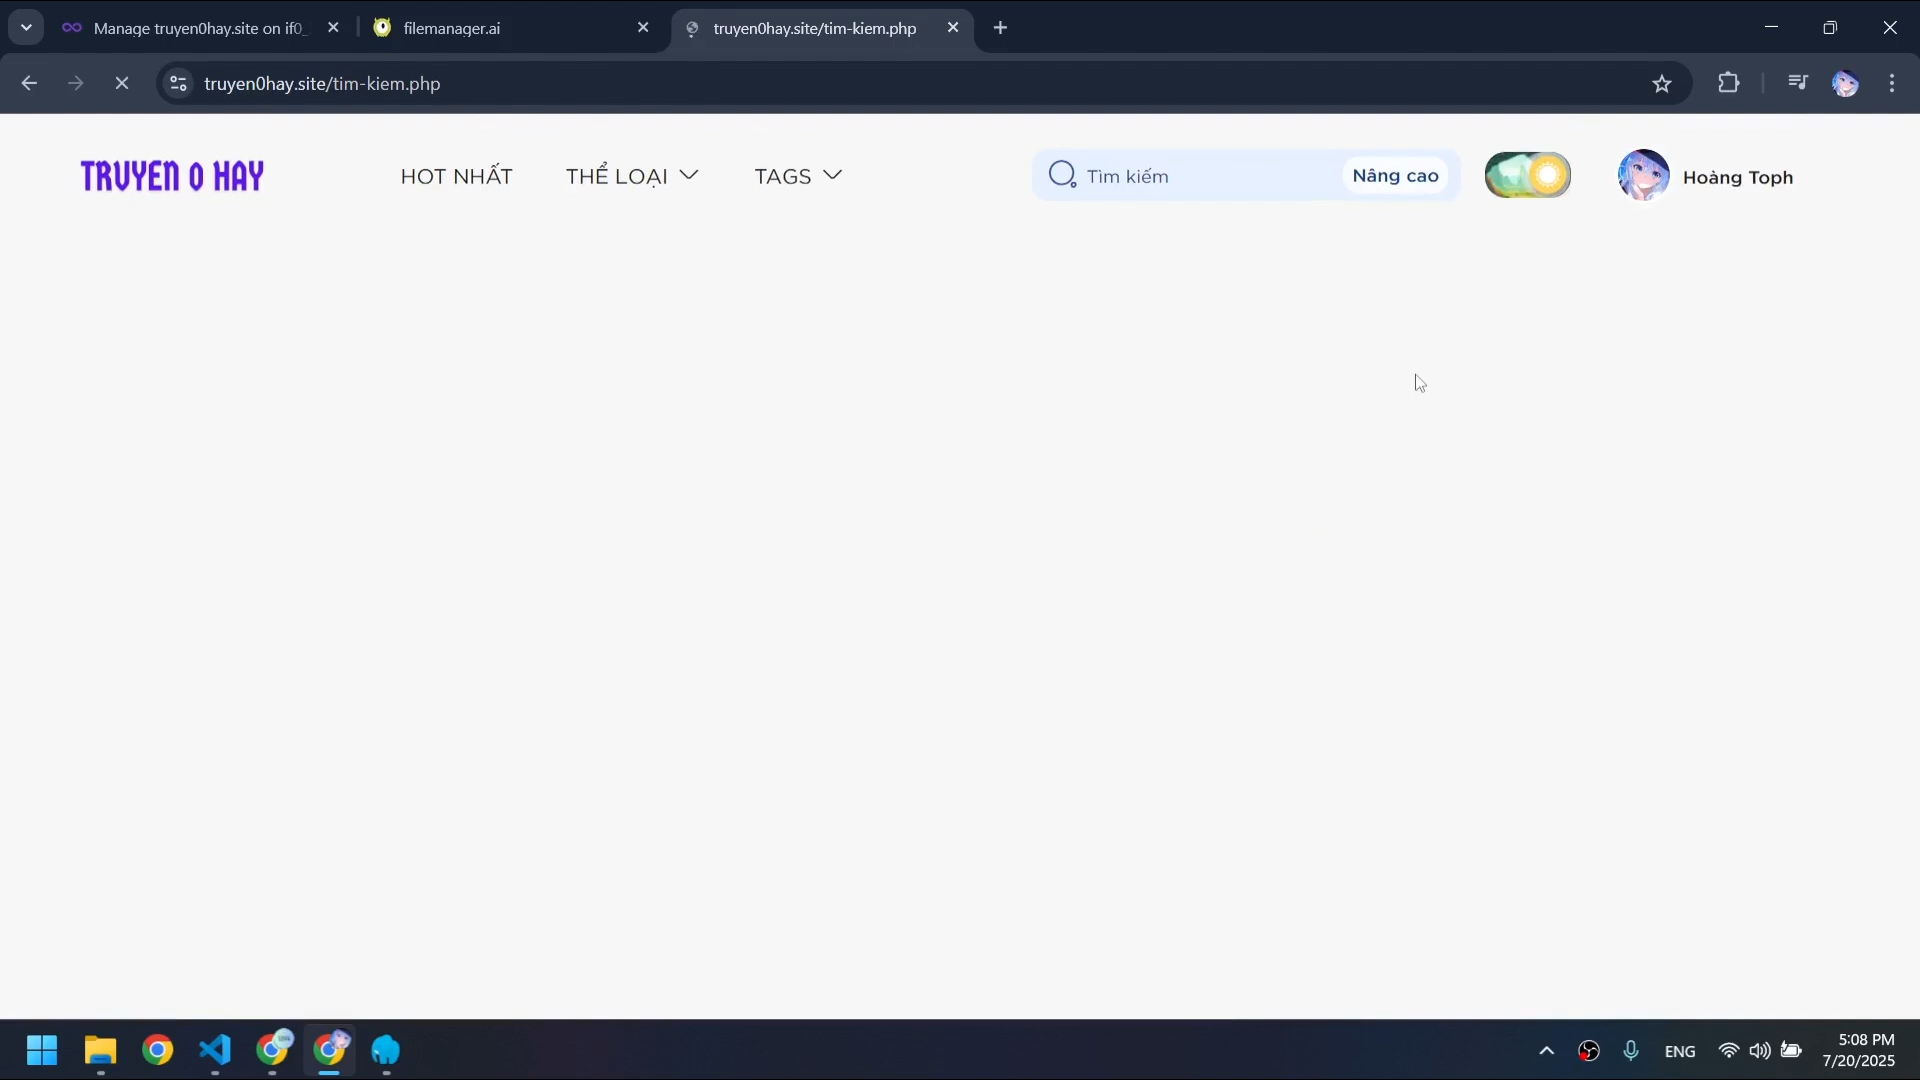 Manage truyen0hay.site on if0_
filemanager.ai
truyen0hay.site/tim-kiem.php
truyen0hay.site/tim-kiem.php
TRUYEN 0 HAY
HOT NHẤT
THỂ LOẠI
TAGS
Tìm kiếm
Nâng cao
Hoàng Toph
ENG
5:08 PM
7/20/2025